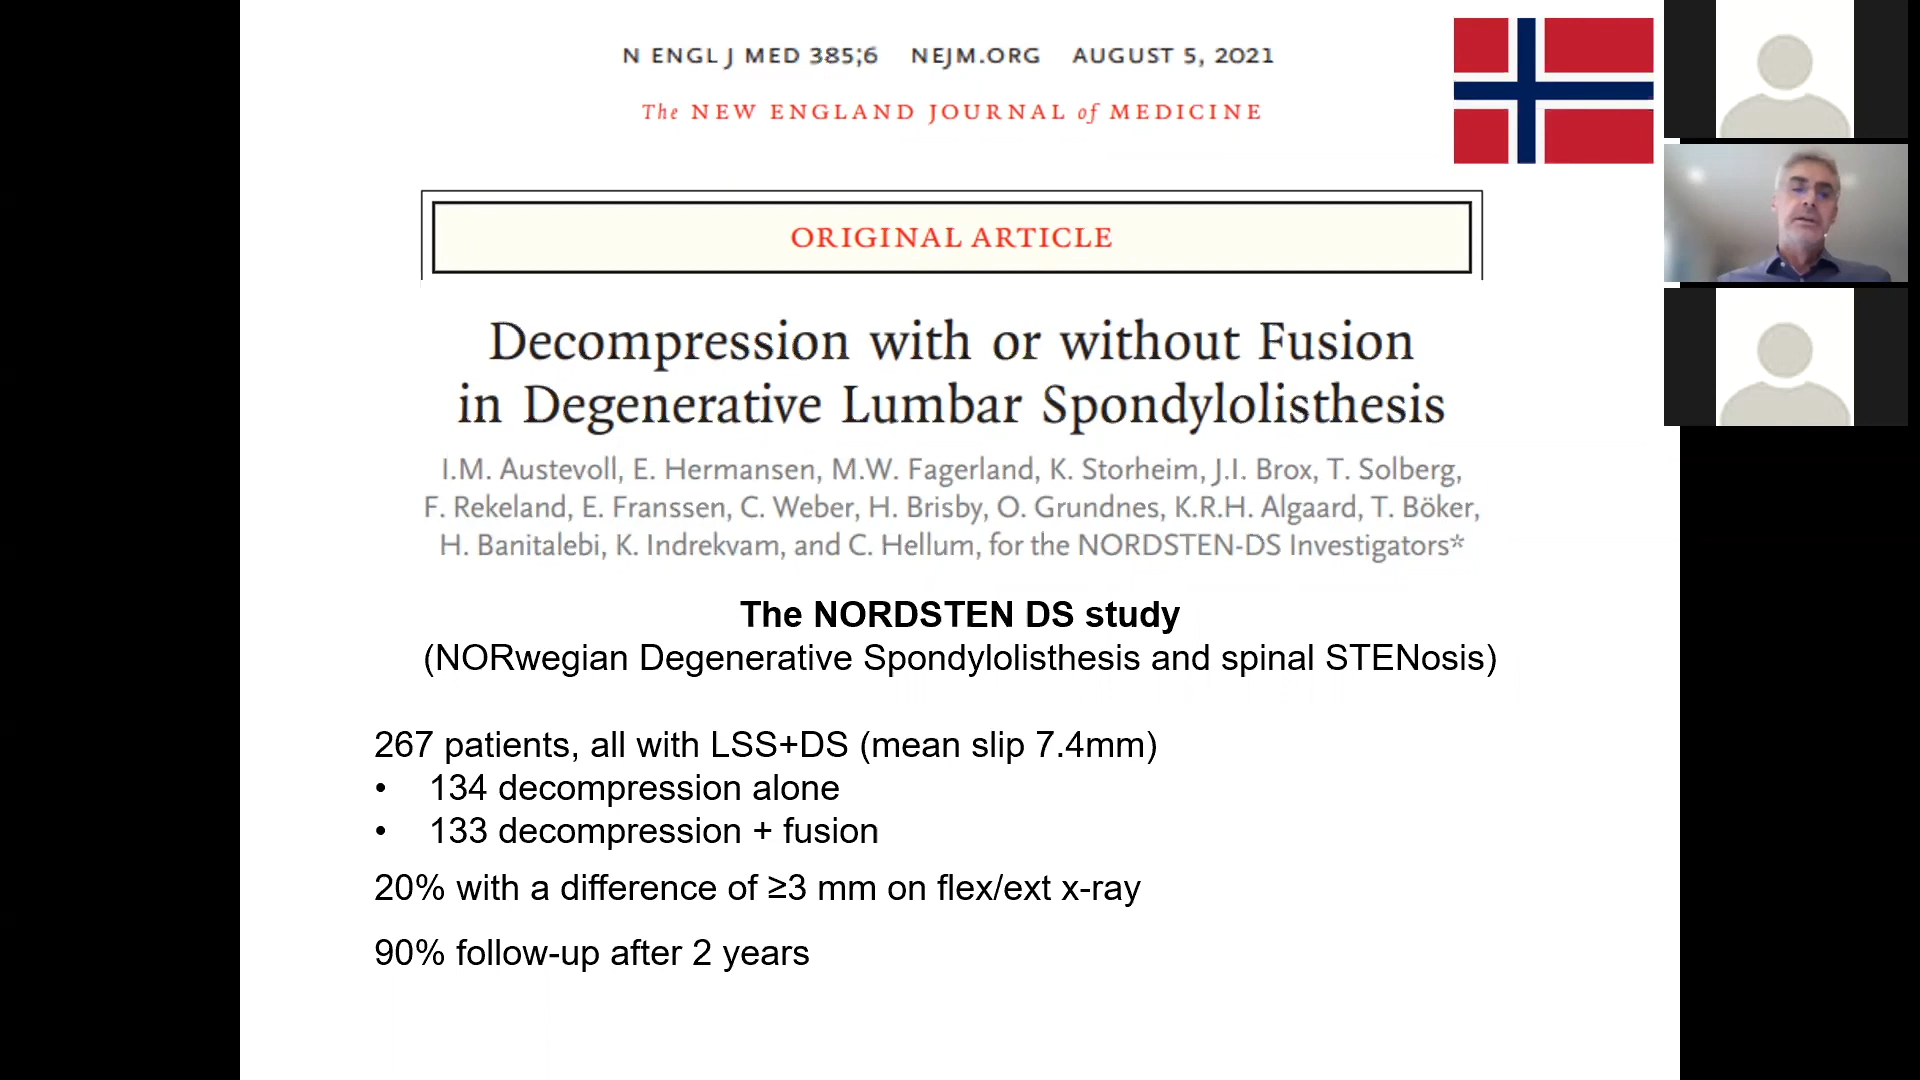 N ENGL J MED 385;6 NEJM.ORG AUGUST 5, 2021
The NEW ENGLAND JOURNAL of MEDICINE
ORIGINAL ARTICLE
Decompression with or without Fusion
in Degenerative Lumbar Spondylolisthesis
I.M. Austevoll, E. Hermansen, M.W. Fagerland, K. Storheim, J.I. Brox, T. Solberg,
F. Rekeland, E. Franssen, C. Weber, H. Brisby, O. Grundnes, K.R.H. Algaard, T. Böker,
H. Banitalebi, K. Indrekvam, and C. Hellum, for the NORDSTEN-DS Investigators*
The NORDSTEN DS study
(NORwegian Degenerative Spondylolisthesis and spinal STENosis)
267 patients, all with LSS+DS (mean slip 7.4mm)
• 134 decompression alone
• 133 decompression + fusion
20% with a difference of ≥3 mm on flex/ext x-ray
90% follow-up after 2 years